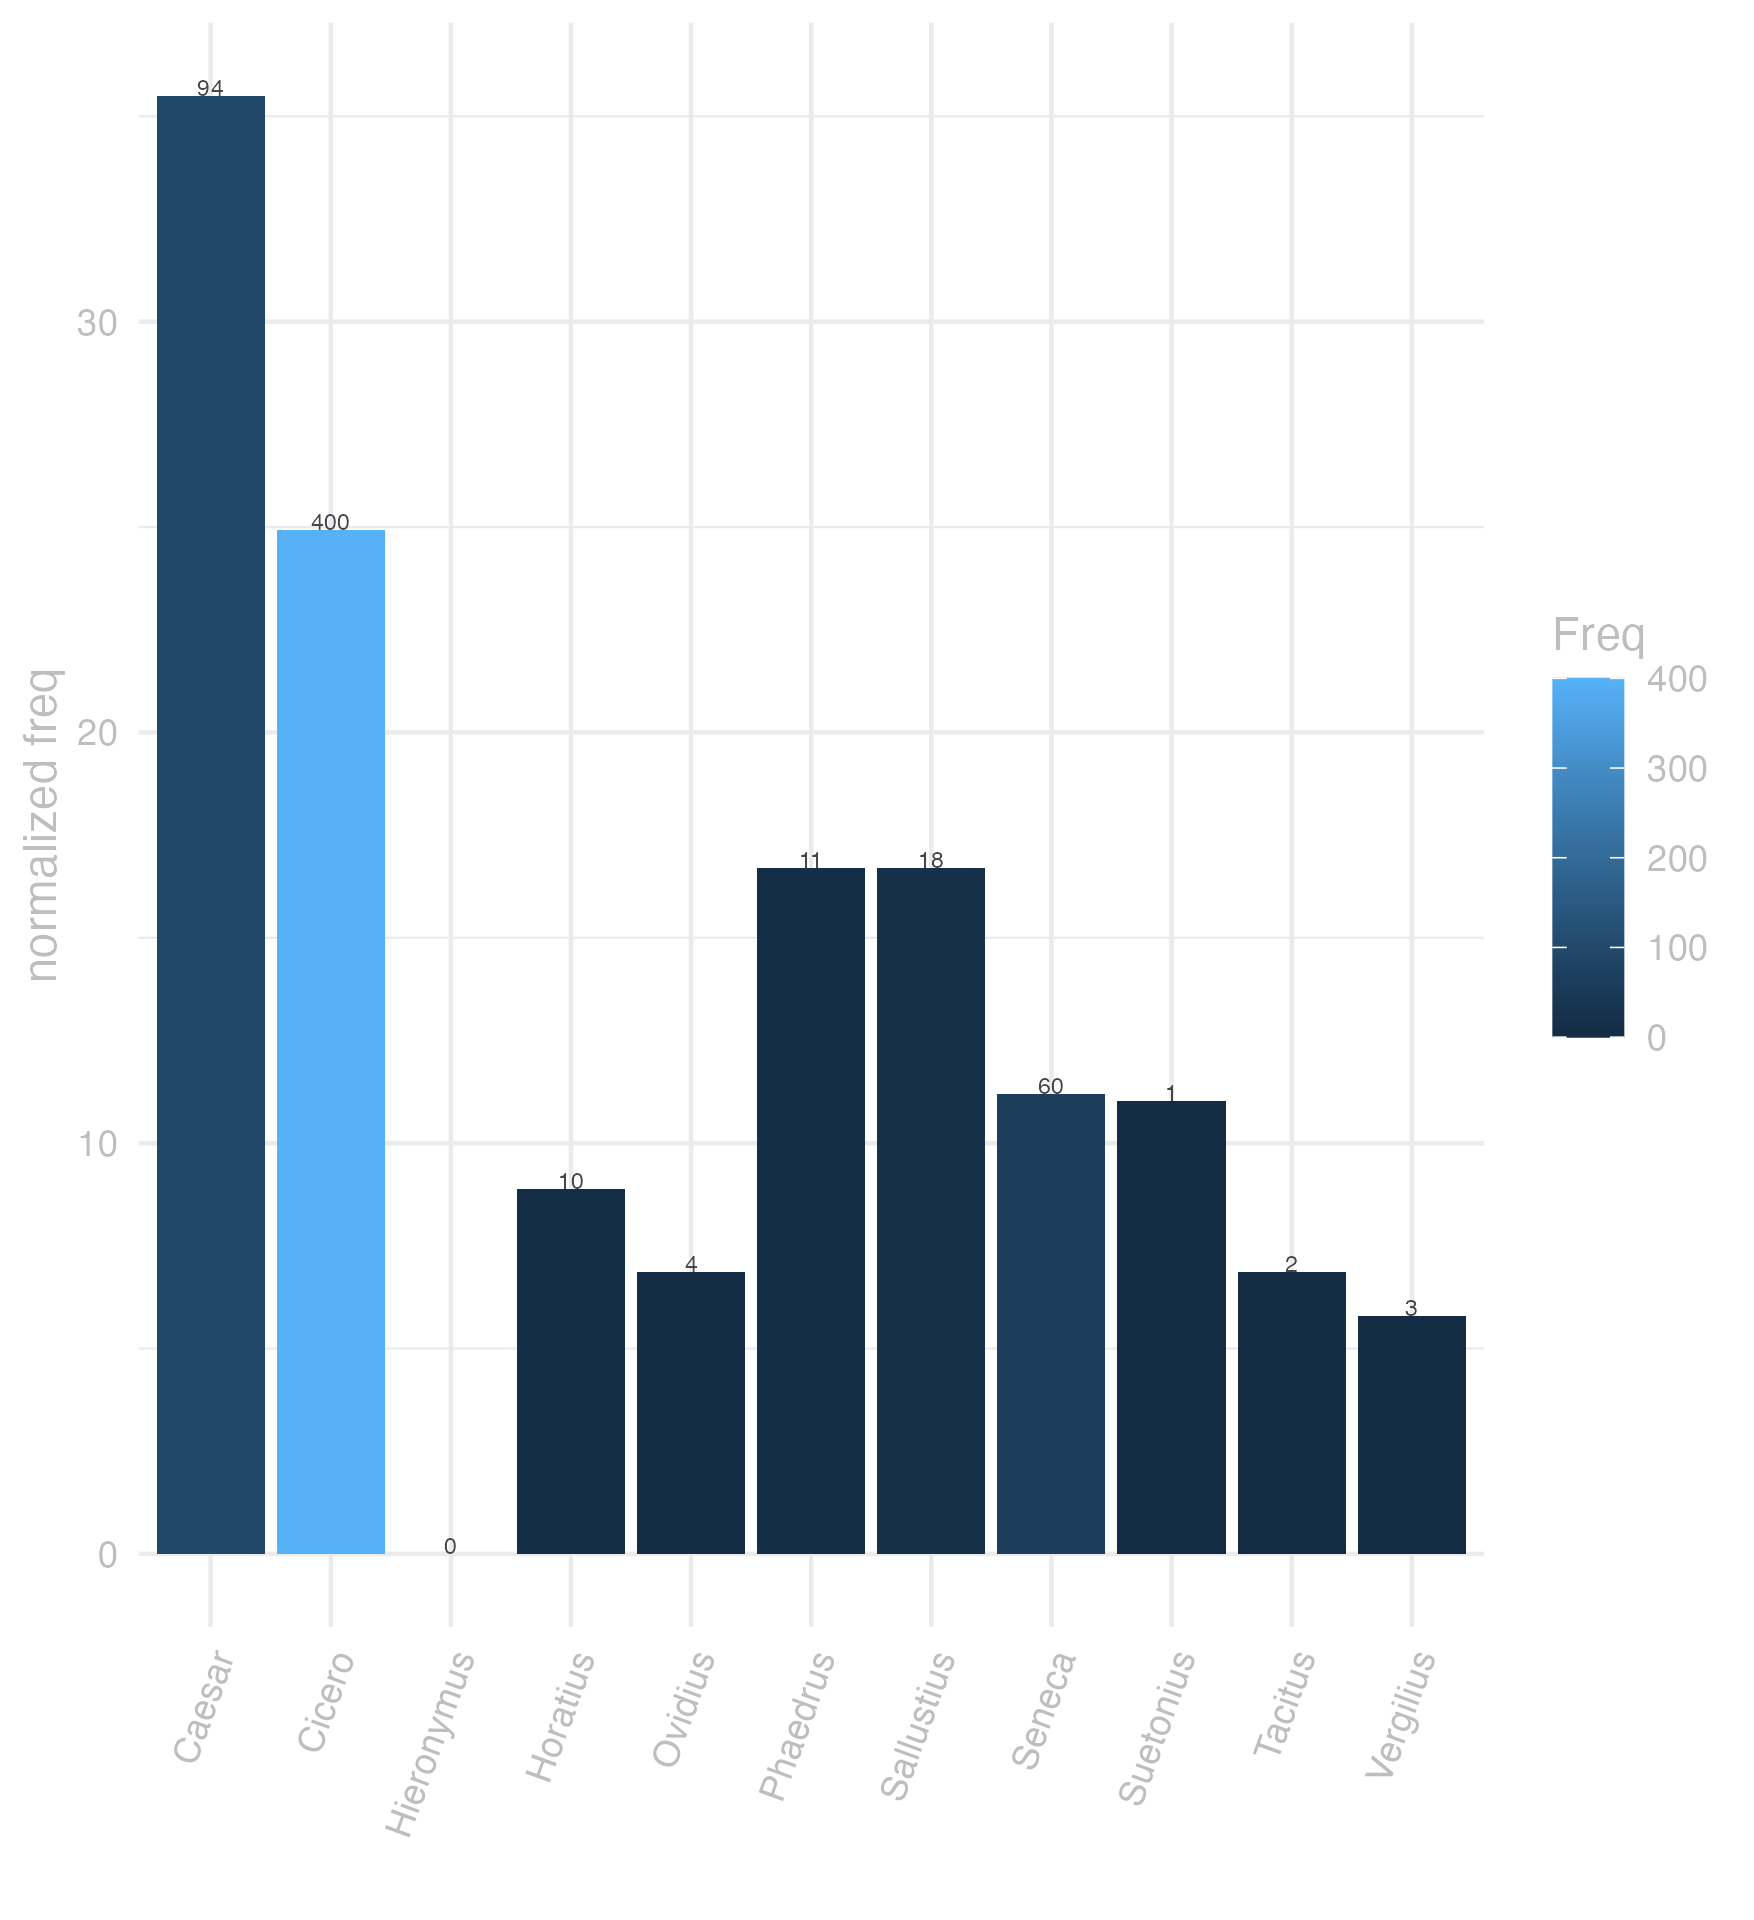 94
400
0
10
4
11
18
60
1
2
3
30
20
10
0
normalized freq
Caesar
Cicero
Hieronymus
Horatius
Ovidius
Phaedrus
Sallustius
Seneca
Suetonius
Tacitus
Vergilius
Freq
400
300
200
100
0